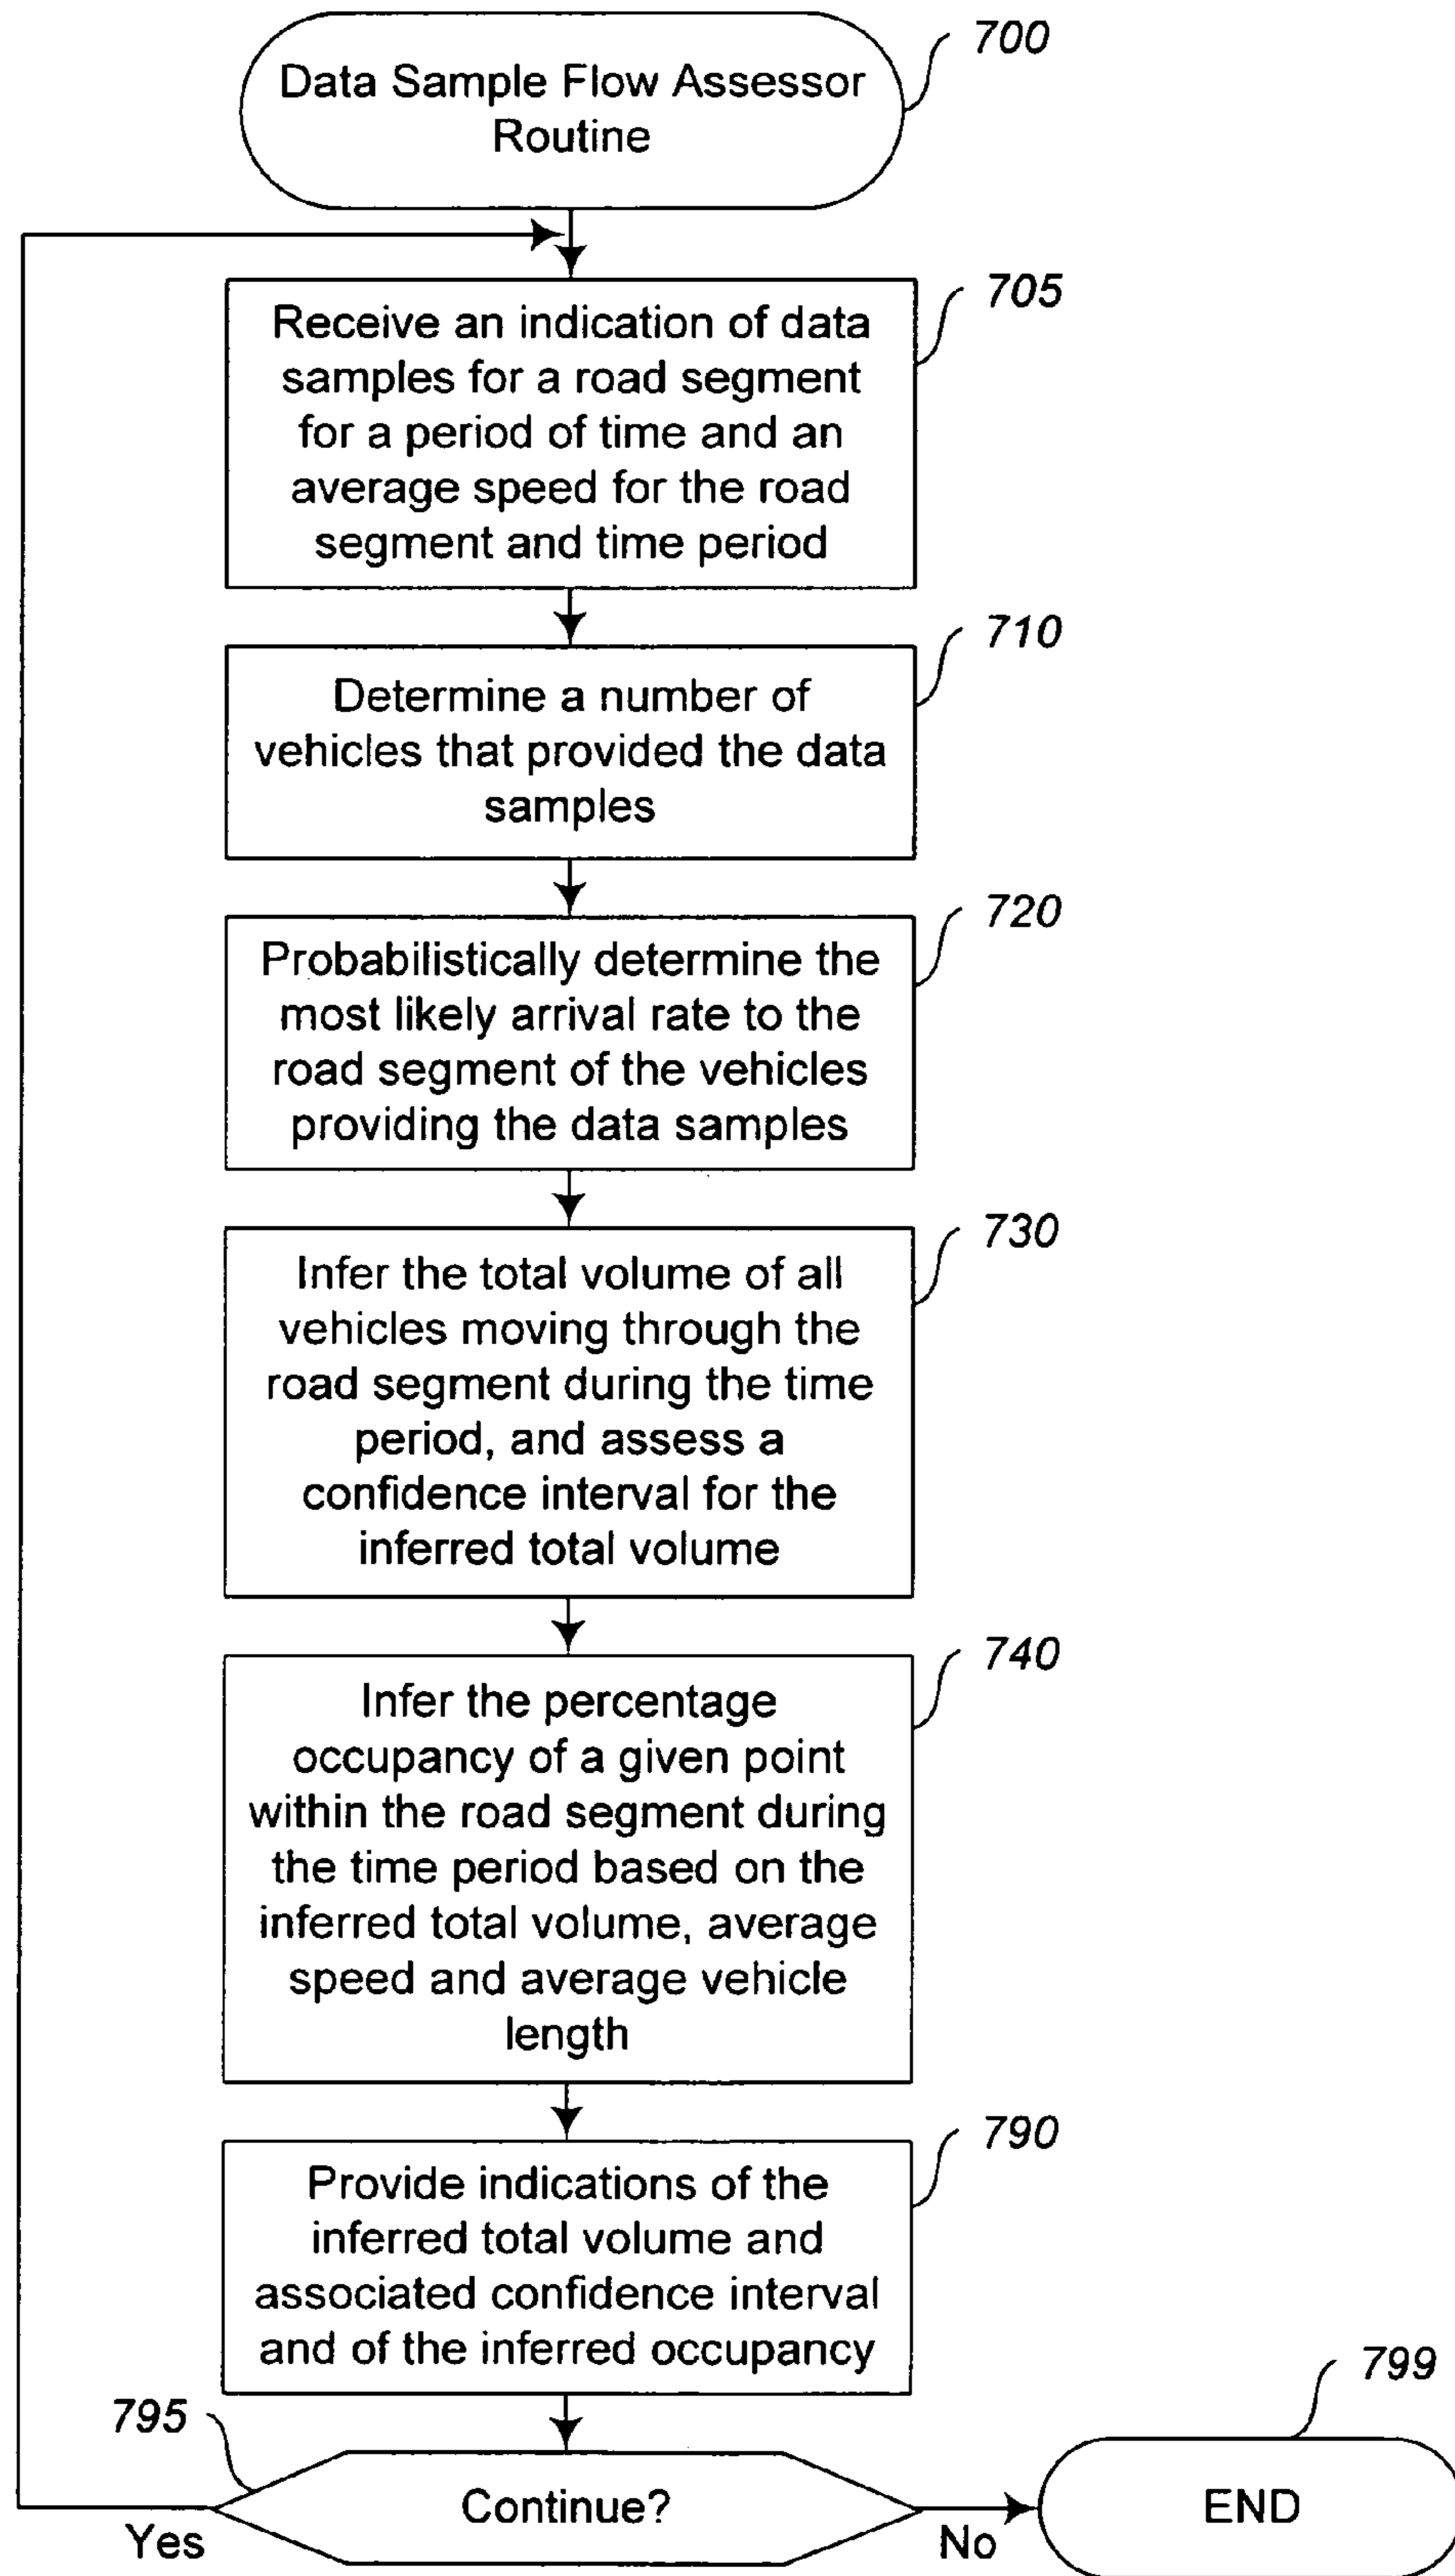 700
Data Sample Flow Assessor
Routine
705
Receive an indication of data
samples for a road segment
for a period of time and an
average speed for the road
segment and time period
710
Determine a number of
vehicles that provided the data
samples
720
Probabilistically determine the
most likely arrival rate to the
road segment of the vehicles
providing the data samples
730
Infer the total volume of all
vehicles moving through the
road segment during the time
period, and assess a
confidence interval for the
inferred total volume
740
Infer the percentage
occupancy of a given point
within the road segment during
the time period based on the
inferred total volume, average
speed and average vehicle
length
790
Provide indications of the
inferred total volume and
associated confidence interval
and of the inferred occupancy
795
Continue?
Yes
No
799
END